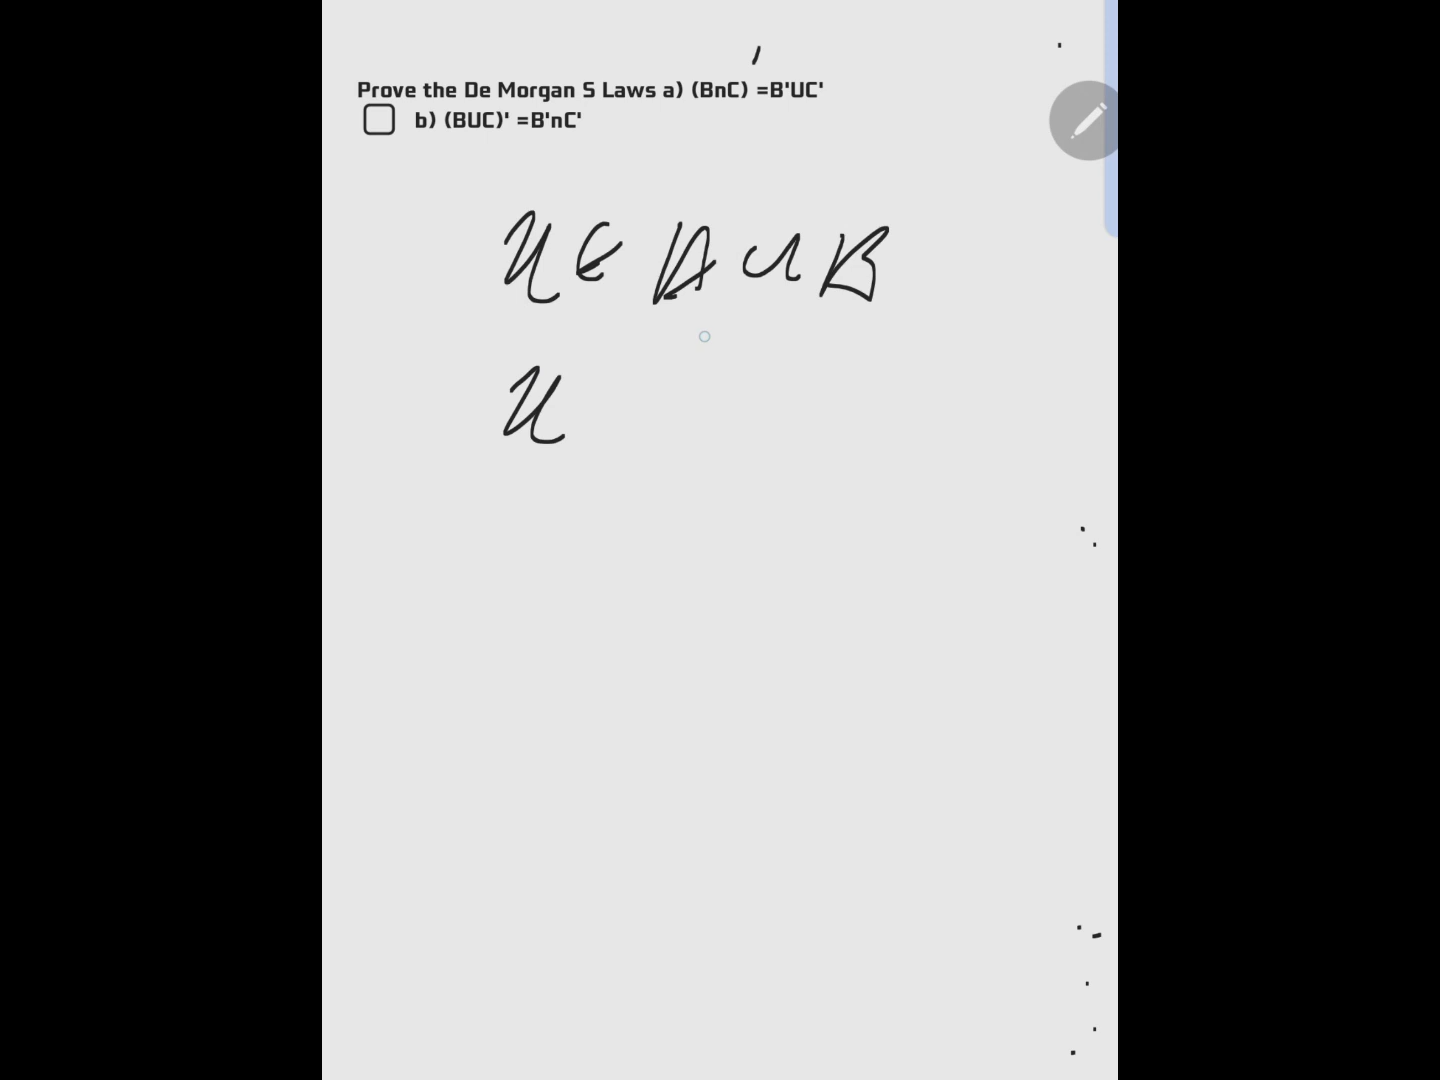 Prove the De Morgan S Laws a) (BnC)' =B'UC'
b) (BUC)' =B'nC'
x ∈ A ∪ B
x